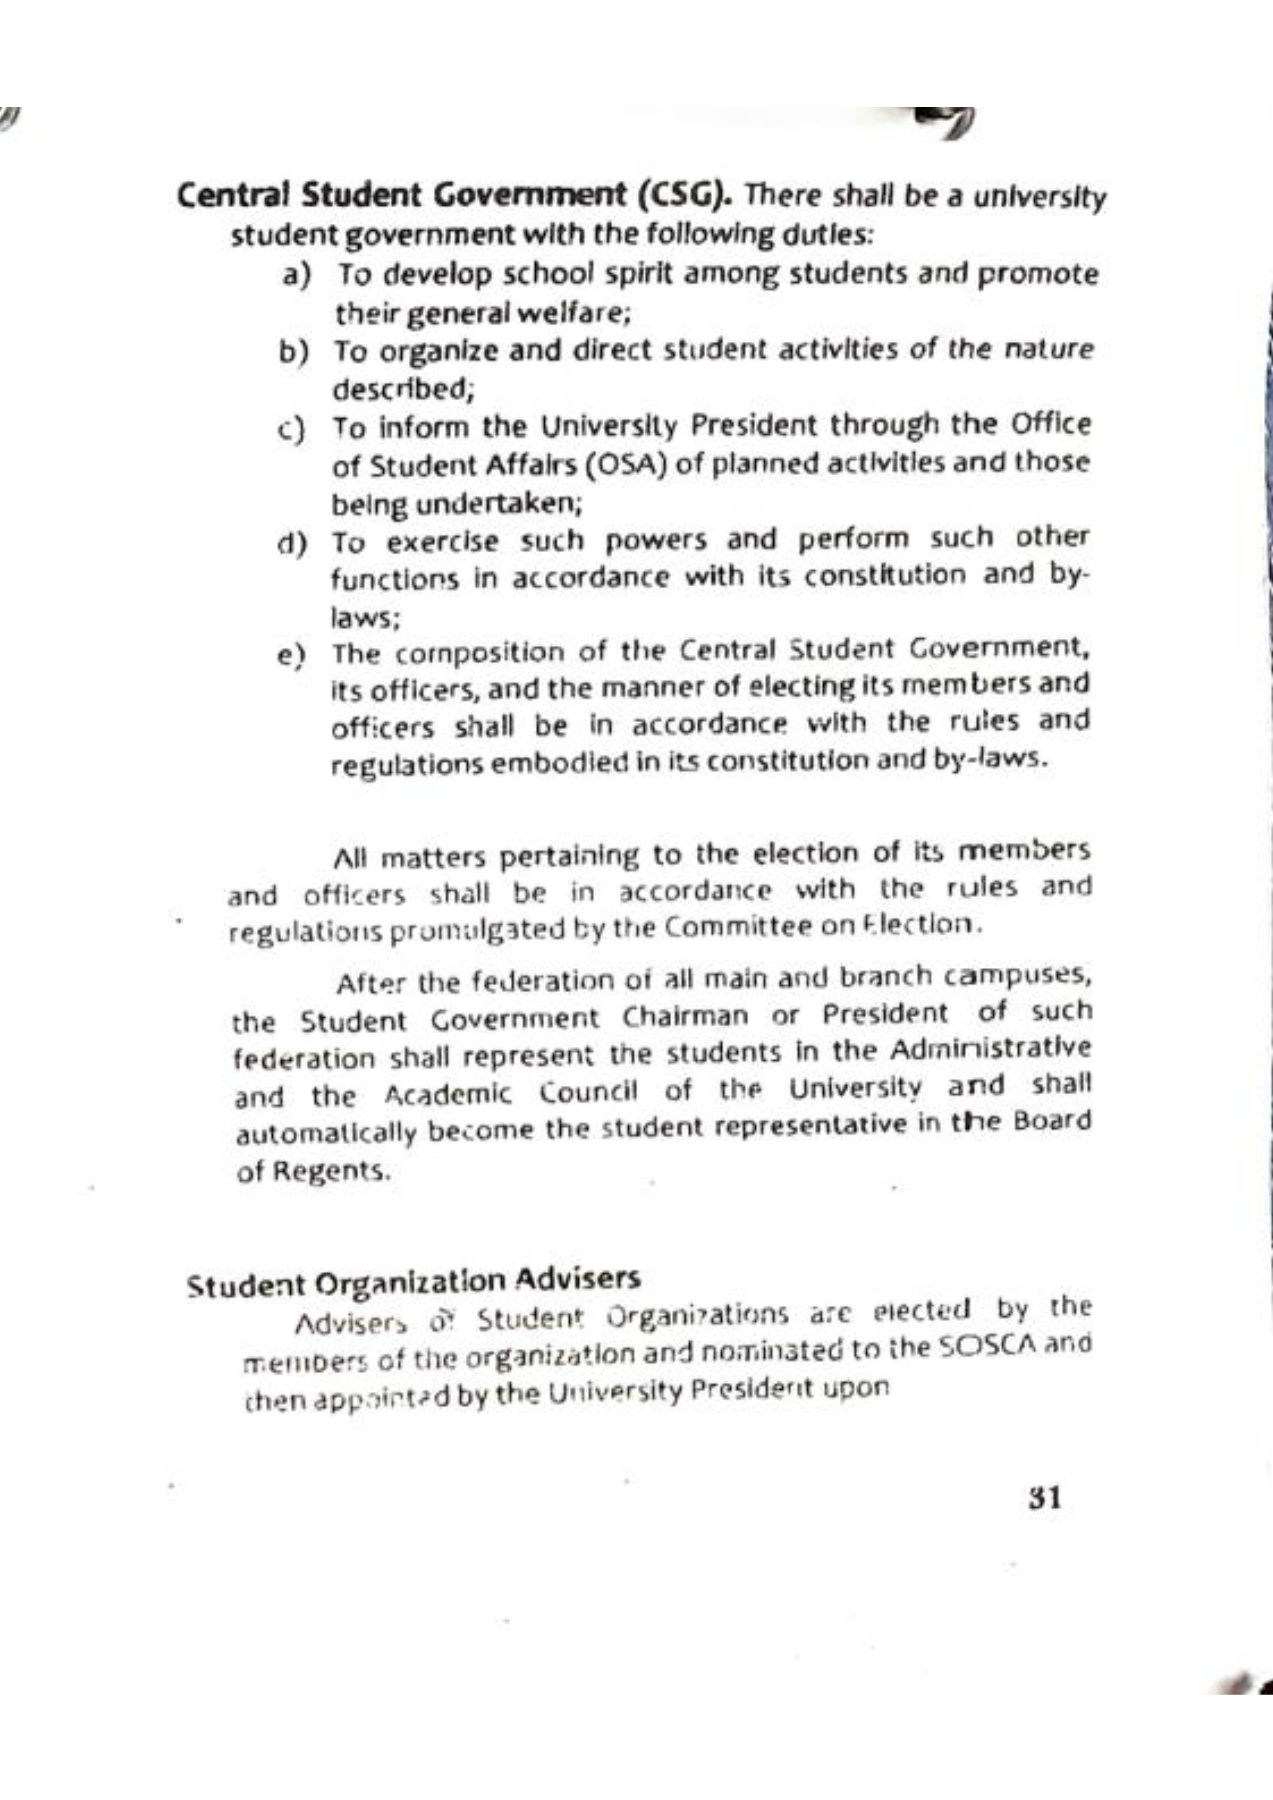 Central Student Government (CSG). There shall be a university
student government with the following duties:
a) To develop school spirit among students and promote
their general welfare;
b) To organize and direct student activities of the nature
described;
c) To inform the University President through the Office
of Student Affairs (OSA) of planned activities and those
being undertaken;
d) To exercise such powers and perform such other
functions in accordance with its constitution and by-
laws;
e) The composition of the Central Student Government,
its officers, and the manner of electing its members and
officers shall be in accordance with the rules and
regulations embodied in its constitution and by-laws.
All matters pertaining to the election of its members
and officers shall be in accordance with the rules and
regulations promulgated by the Committee on Election.
After the federation of all main and branch campuses,
the Student Government Chairman or President of such
federation shall represent the students in the Administrative
and the Academic Council of the University and shall
automatically become the student representative in the Board
of Regents.
Student Organization Advisers
Advisers of Student Organizations are elected by the
members of the organization and nominated to the SOSCA and
then appointed by the University President upon
31